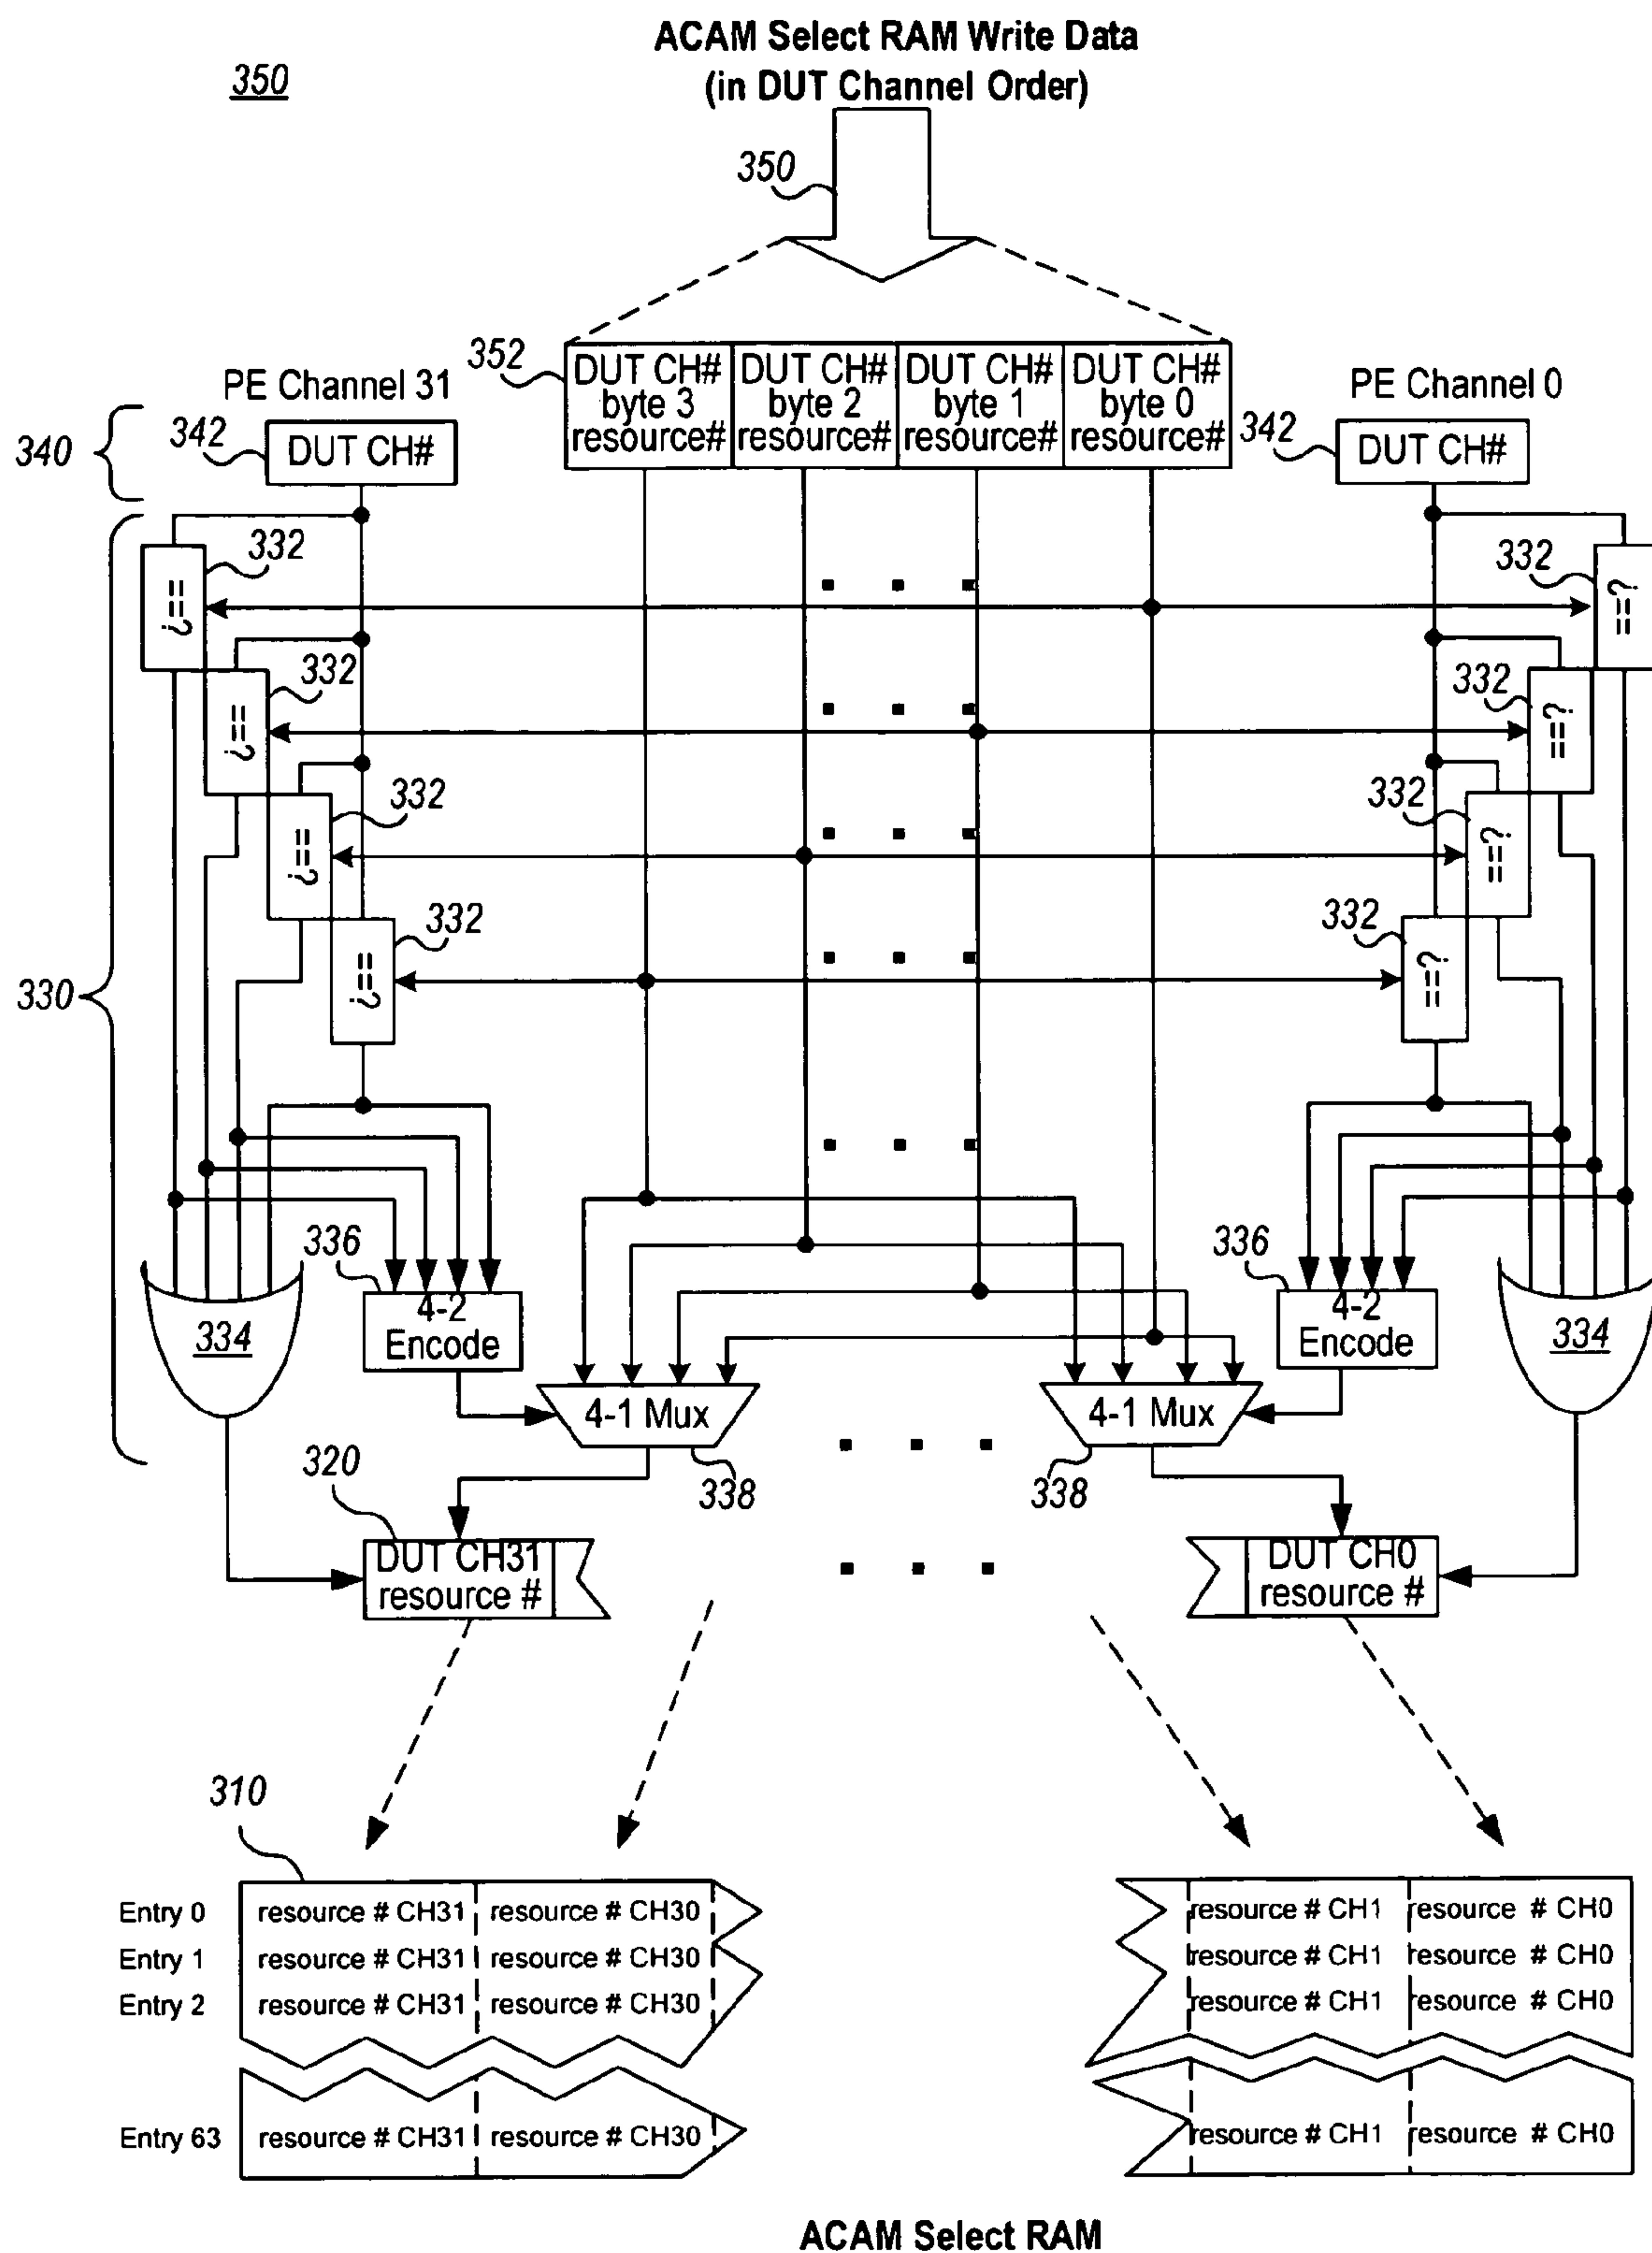 ACAM Select RAM Write Data
(in DUT Channel Order)
350
350
352
DUT CH# DUT CH# DUT CH# DUT CH#
byte 3 byte 2 byte 1 byte 0
resource# resource# resource# resource#
PE Channel 31
PE Channel 0
340
342
DUT CH#
342
DUT CH#
332
==?
332
==?
332
==?
332
==?
332
==?
332
==?
330
332
==?
332
==?
336
4-2
Encode
334
336
4-2
Encode
334
4-1 Mux
4-1 Mux
338
338
320
DUT CH31
resource #
DUT CH0
resource #
310
Entry 0 resource # CH31 resource # CH30 resource # CH1 resource # CH0
Entry 1 resource # CH31 resource # CH30 resource # CH1 resource # CH0
Entry 2 resource # CH31 resource # CH30 resource # CH1 resource # CH0
Entry 63 resource # CH31 resource # CH30 resource # CH1 resource # CH0
ACAM Select RAM